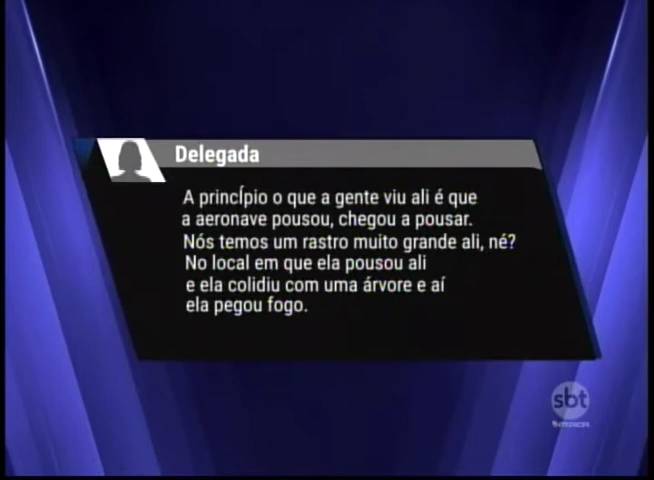 Delegada
A princÍpio o que a gente viu ali é que
a aeronave pousou, chegou a pousar.
Nós temos um rastro muito grande ali, né?
No local em que ela pousou ali
e ela colidiu com uma árvore e aí
ela pegou fogo.
sbt